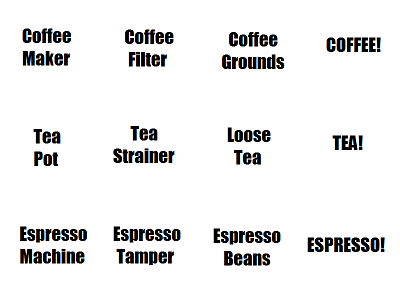 Coffee
Maker
Coffee
Filter
Coffee
Grounds
COFFEE!
Tea
Pot
Tea
Strainer
Loose
Tea
TEA!
Espresso
Machine
Espresso
Tamper
Espresso
Beans
ESPRESSO!